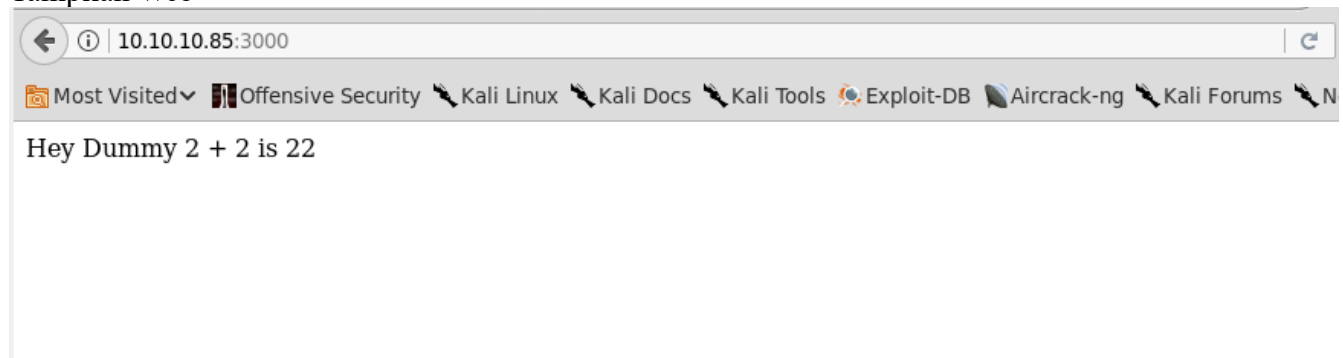 10.10.10.85:3000
Most Visited Offensive Security Kali Linux Kali Docs Kali Tools Exploit-DB Aircrack-ng Kali Forums N
Hey Dummy 2 + 2 is 22